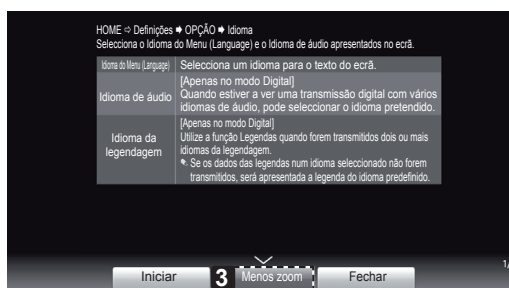 HOME ⇨ Definições ➡ OPÇÃO ➡ Idioma
Selecciona o Idioma do Menu (Language) e o Idioma de áudio apresentados no ecrã.
Idioma do Menu (Language) Selecciona um idioma para o texto do ecrã.
[Apenas no modo Digital]
Idioma de áudio Quando estiver a ver uma transmissão digital com vários
idiomas de áudio, pode seleccionar o idioma pretendido.
[Apenas no modo Digital]
Idioma da Utilize a função Legendas quando forem transmitidos dois ou mais
legendagem idiomas da legendagem.
Se os dados das legendas num idioma seleccionado não forem
transmitidos, será apresentada a legenda do idioma predefinido.
Iniciar 3 Menos zoom Fechar
1/